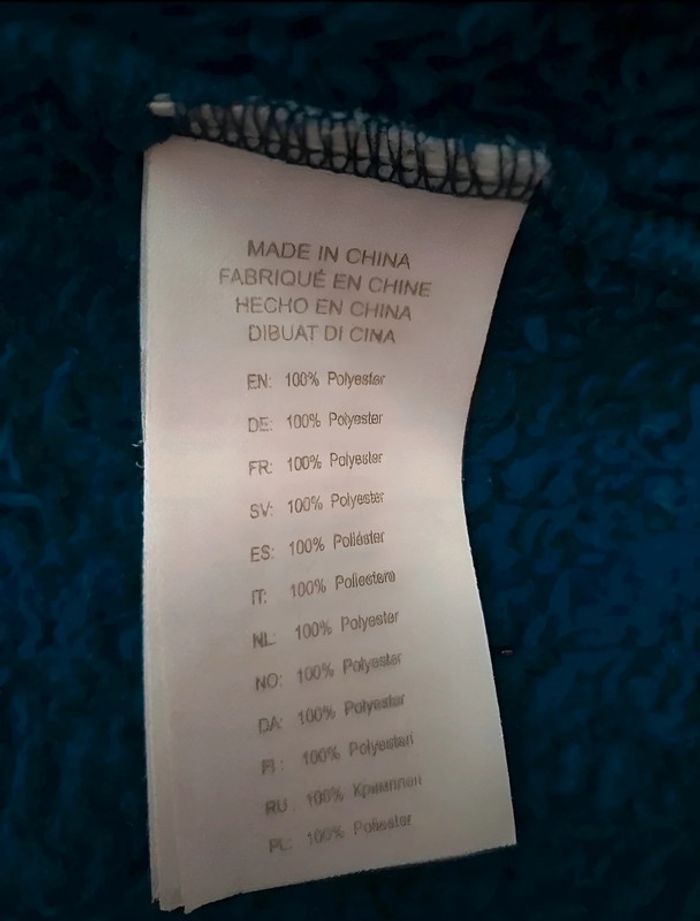 MADE IN CHINA
FABRIQUÉ EN CHINE
HECHO EN CHINA
DIBUAT DI CINA
EN: 100% Polyester
DE: 100% Polyester
FR: 100% Polyester
SV: 100% Polyester
ES: 100% Poliéster
IT: 100% Poliestere
NL: 100% Polyester
NO: 100% Polyester
DA: 100% Polyester
FI: 100% Polyesteri
RU: 100%
PL: 100% Poliester